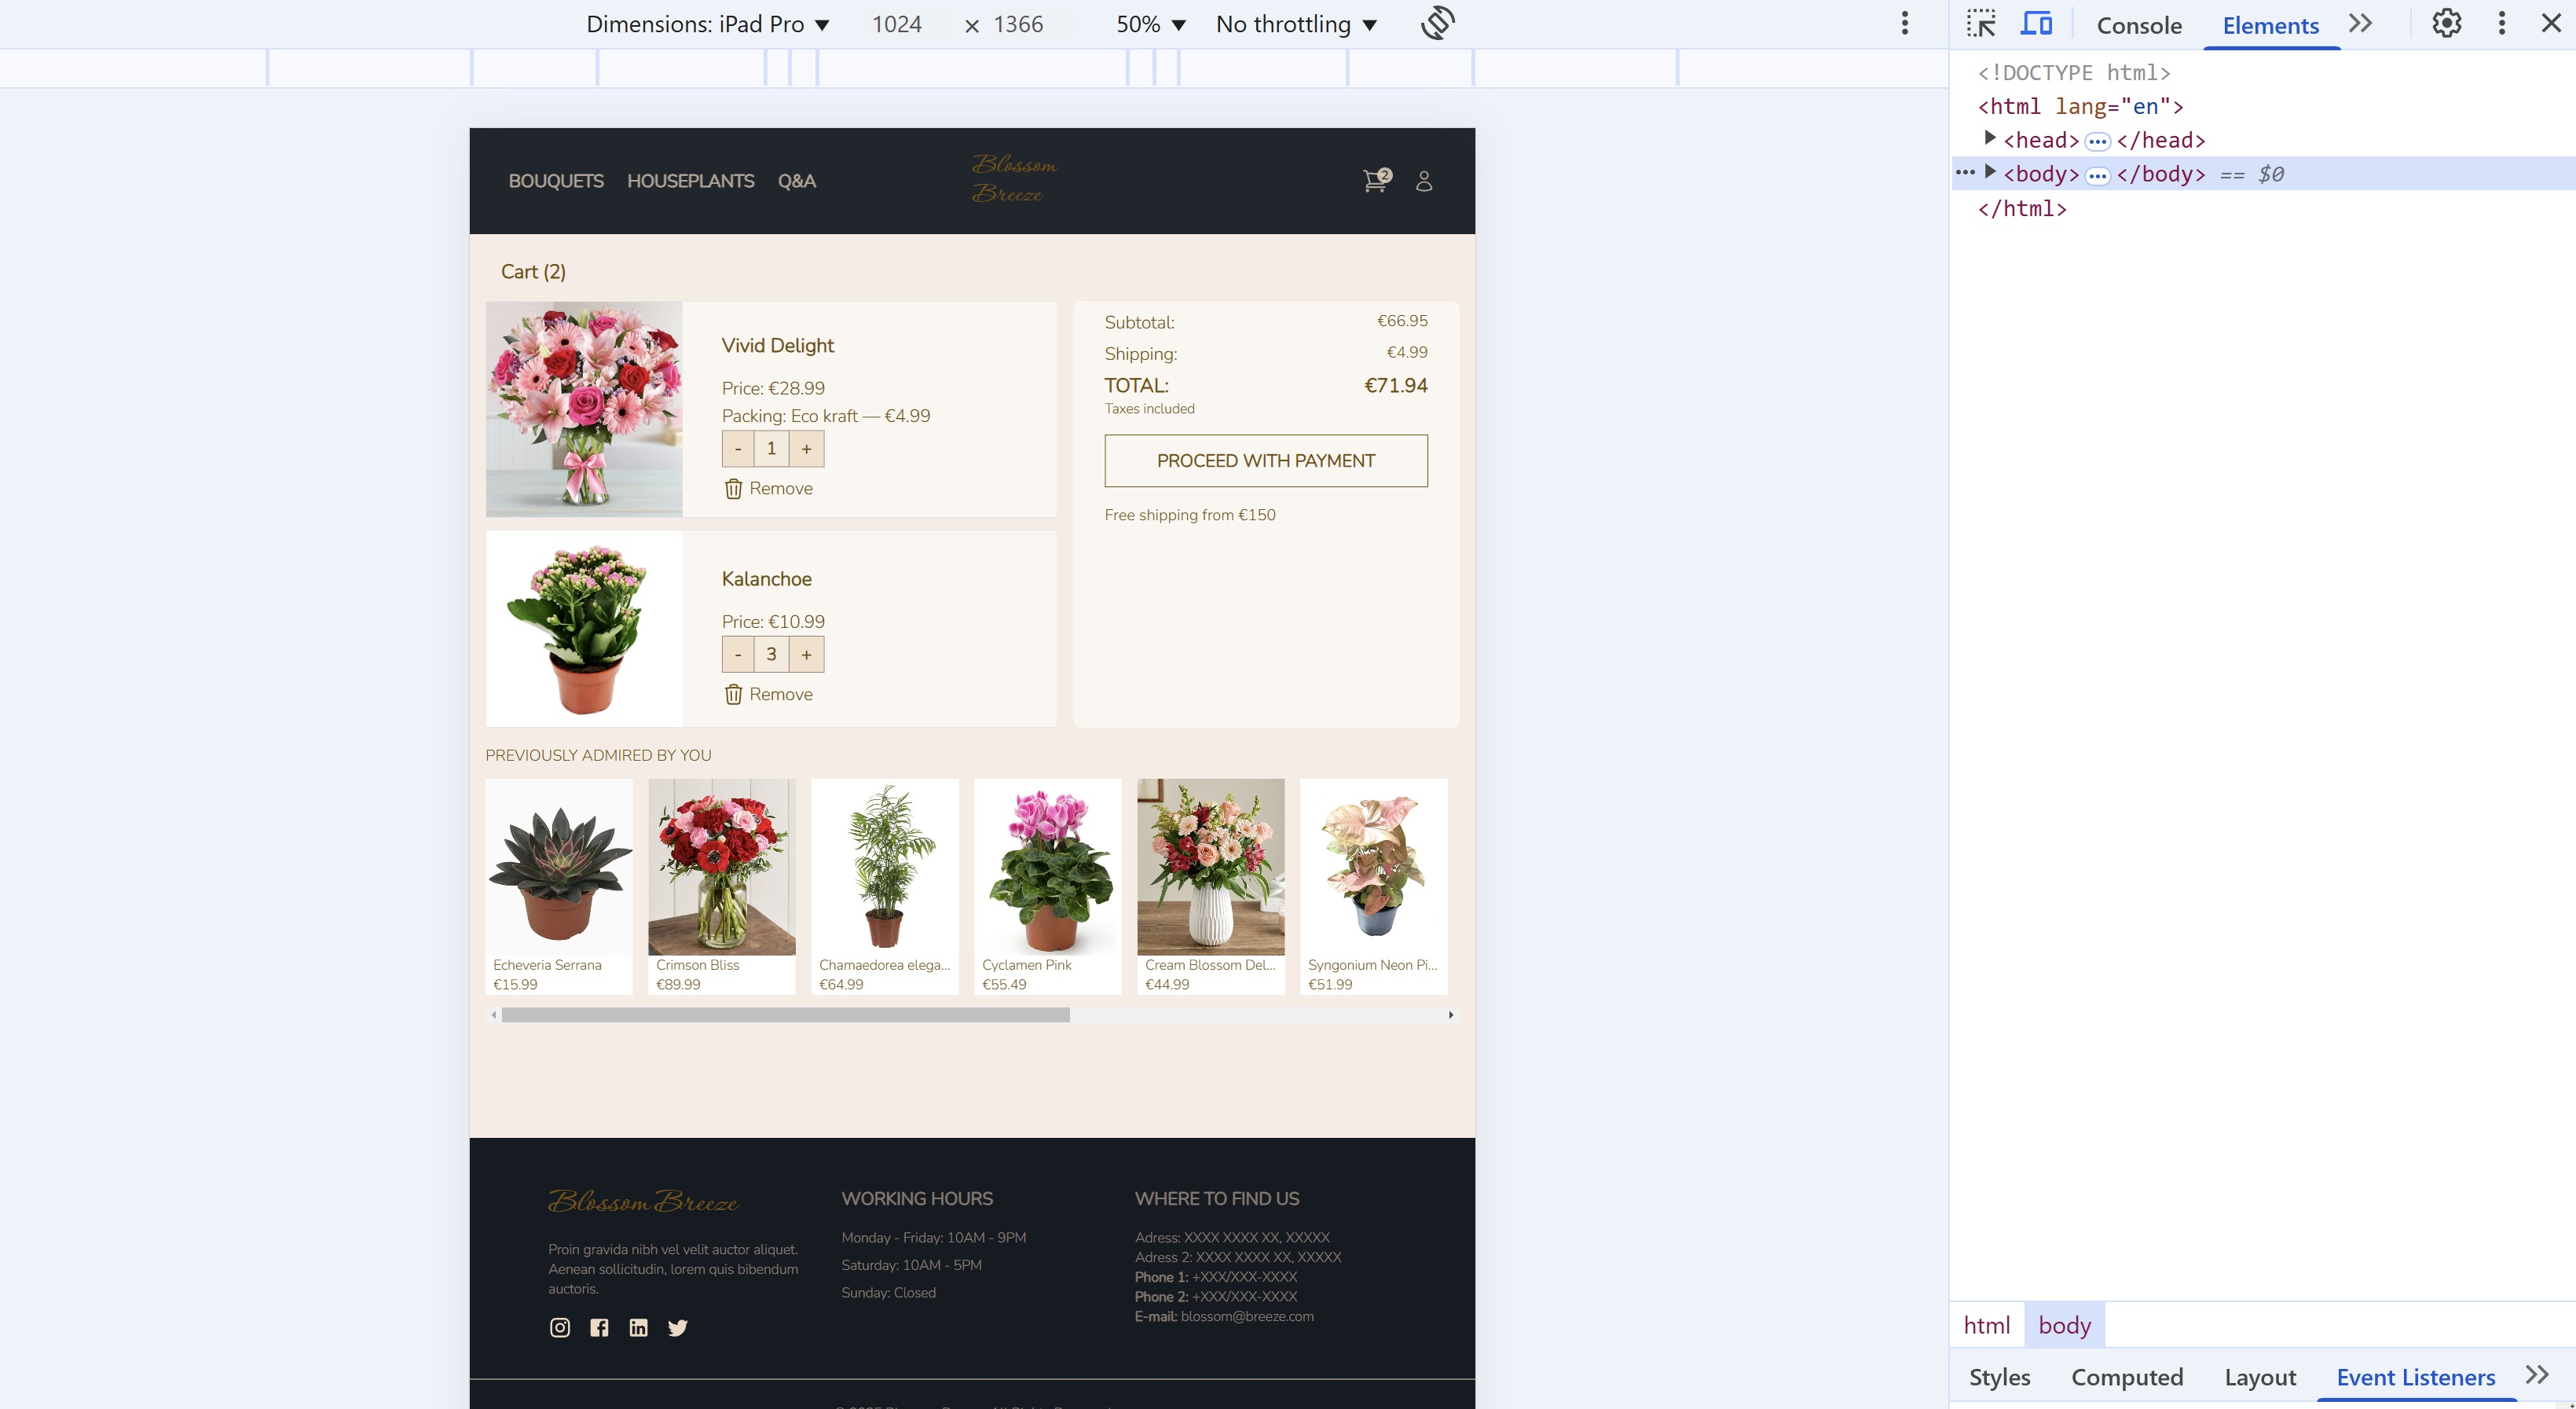 Dimensions: iPad Pro ▼ 1024 × 1366 50% ▼ No throttling ▼
Console Elements
<!DOCTYPE html>
<html lang="en">
<head> ••• </head>
••• <body> ••• </body> == $0
</html>
BOUQUETS HOUSEPLANTS Q&A
Blossom
Breeze
2
Cart (2)
Vivid Delight
Price: €28.99
Packing: Eco kraft — €4.99
- 1 +
Remove
Kalanchoe
Price: €10.99
- 3 +
Remove
Subtotal: €66.95
Shipping: €4.99
TOTAL: €71.94
Taxes included
PROCEED WITH PAYMENT
Free shipping from €150
PREVIOUSLY ADMIRED BY YOU
Echeveria Serrana
€15.99
Crimson Bliss
€89.99
Chamaedorea elega...
€64.99
Cyclamen Pink
€55.49
Cream Blossom Del...
€44.99
Syngonium Neon Pi...
€51.99
Blossom Breeze
Proin gravida nibh vel velit auctor aliquet.
Aenean sollicitudin, lorem quis bibendum
auctoris.
WORKING HOURS
Monday - Friday: 10AM - 9PM
Saturday: 10AM - 5PM
Sunday: Closed
WHERE TO FIND US
Adress: XXXX XXXX XX, XXXXX
Adress 2: XXXX XXXX XX, XXXXX
Phone 1: +XXX/XXX-XXXX
Phone 2: +XXX/XXX-XXXX
E-mail: blossom@breeze.com
html body
Styles Computed Layout Event Listeners